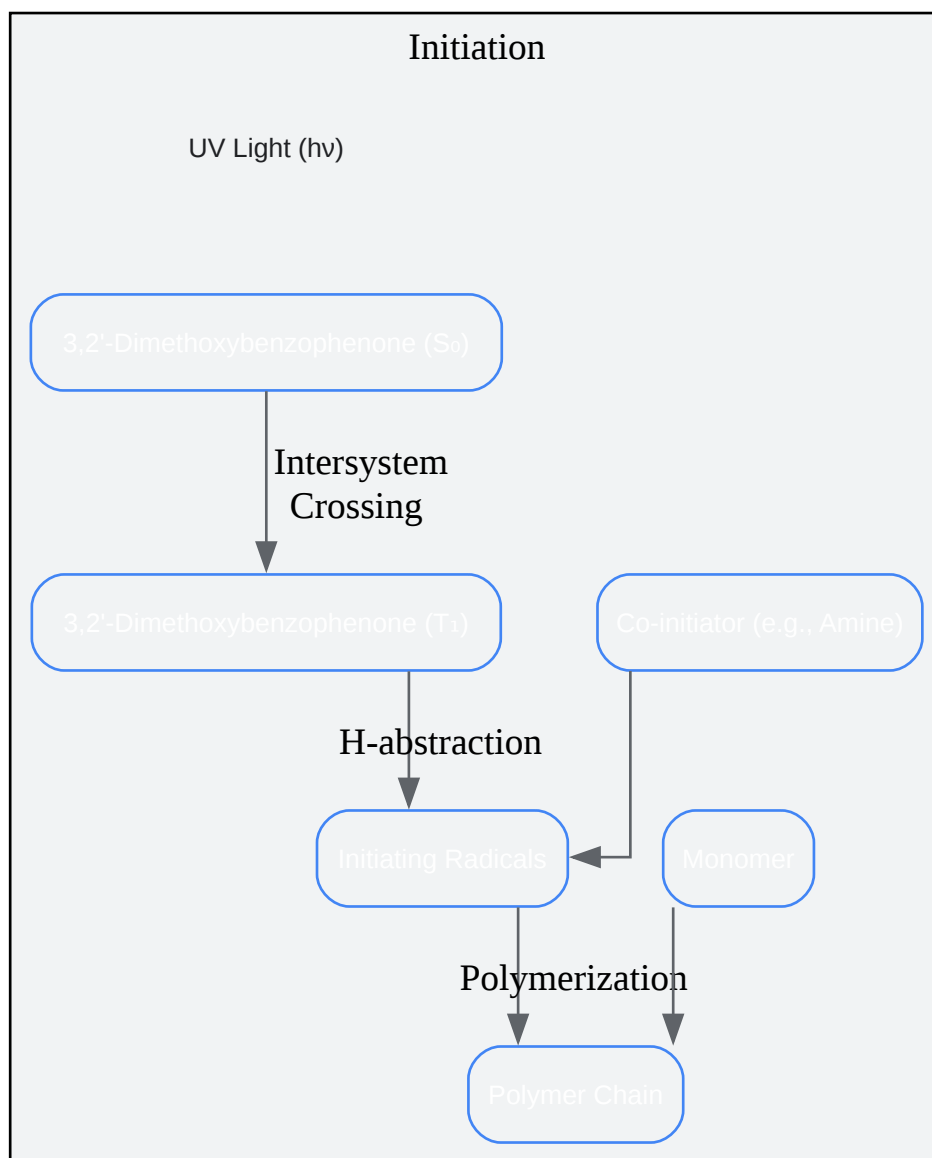 Initiation
UV Light (hν)
3,2'-Dimethoxybenzophenone (S₀)
Intersystem
Crossing
3,2'-Dimethoxybenzophenone (T₁)
Co-initiator (e.g., Amine)
H-abstraction
Initiating Radicals
Monomer
Polymerization
Polymer Chain